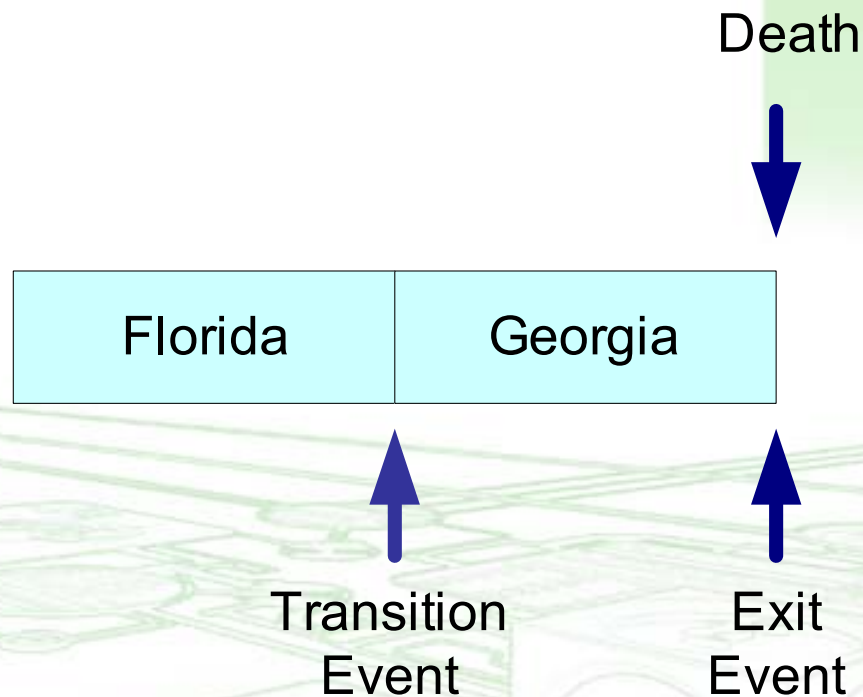 Death
Florida
Georgia
Transition
Event
Exit
Event